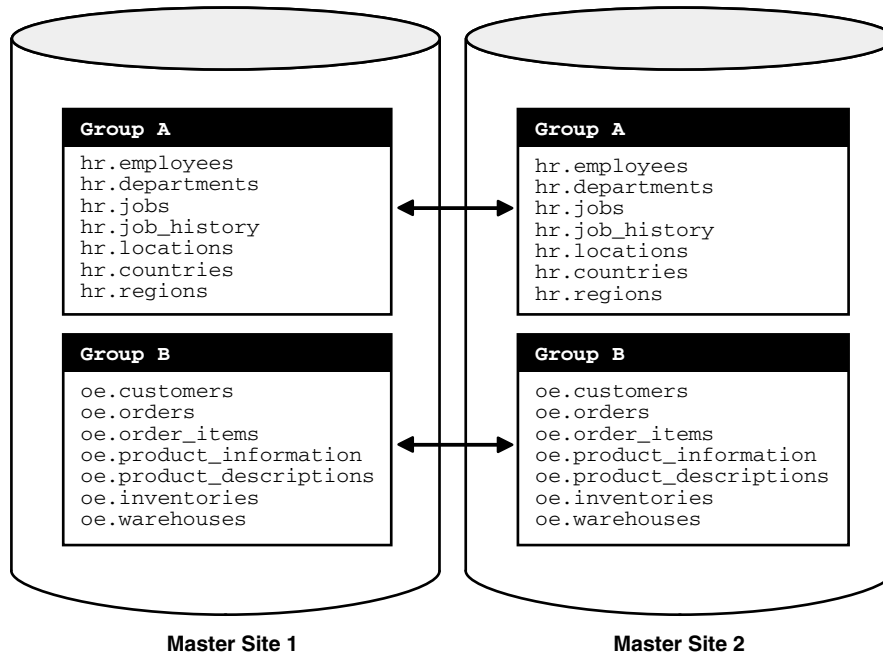 Group A
hr.employees
hr.departments
hr.jobs
hr.job_history
hr.locations
hr.countries
hr.regions
Group B
oe.customers
oe.orders
oe.order_items
oe.product_information
oe.product_descriptions
oe.inventories
oe.warehouses
Master Site 1
Group A
hr.employees
hr.departments
hr.jobs
hr.job_history
hr.locations
hr.countries
hr.regions
Group B
oe.customers
oe.orders
oe.order_items
oe.product_information
oe.product_descriptions
oe.inventories
oe.warehouses
Master Site 2